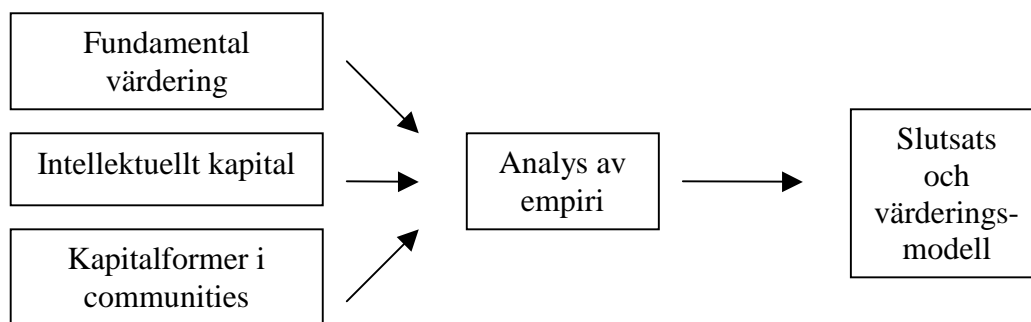 Fundamental
värdering
Intellektuellt kapital
Kapitalformer i
communities
Analys av
empiri
Slutsats
och
värderings-
modell